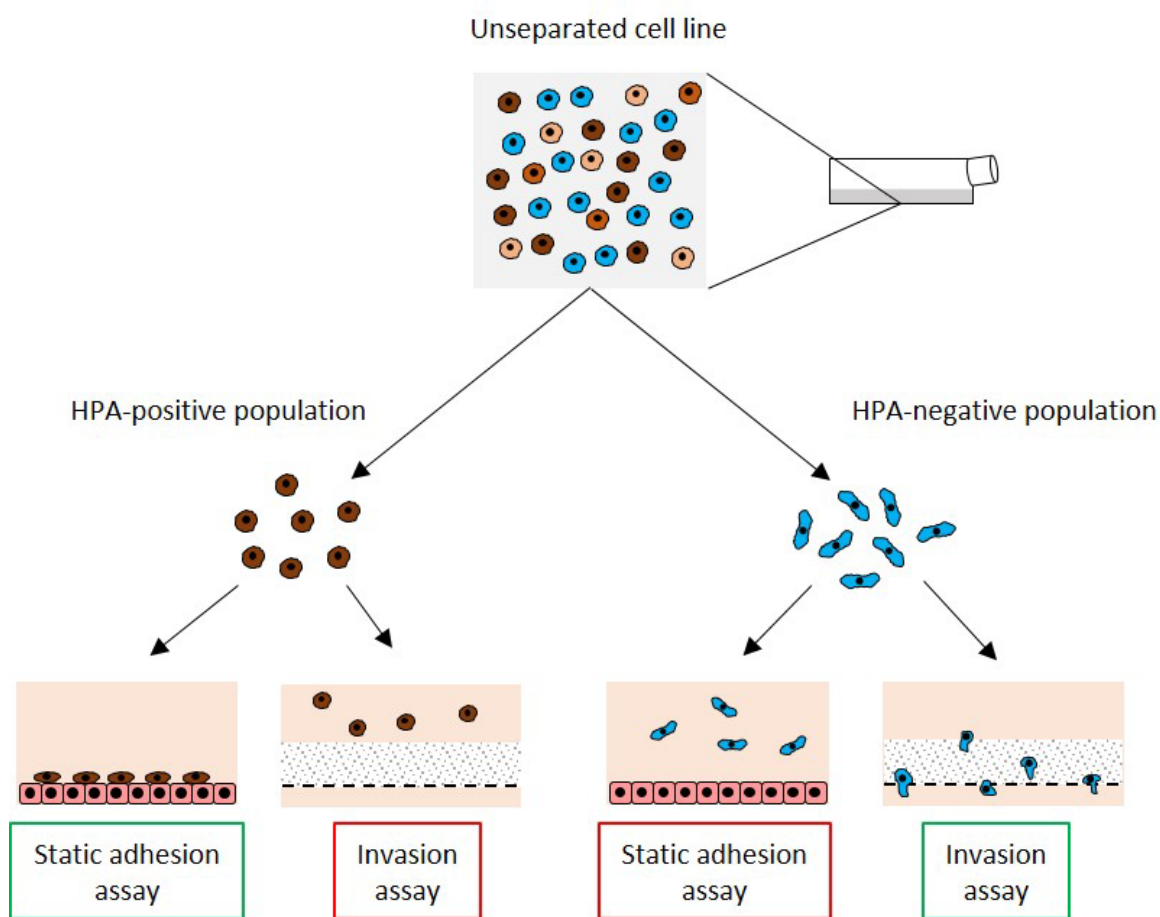 Unseparated cell line
HPA-positive population
HPA-negative population
Static adhesion
assay
Invasion
assay
Static adhesion
assay
Invasion
assay